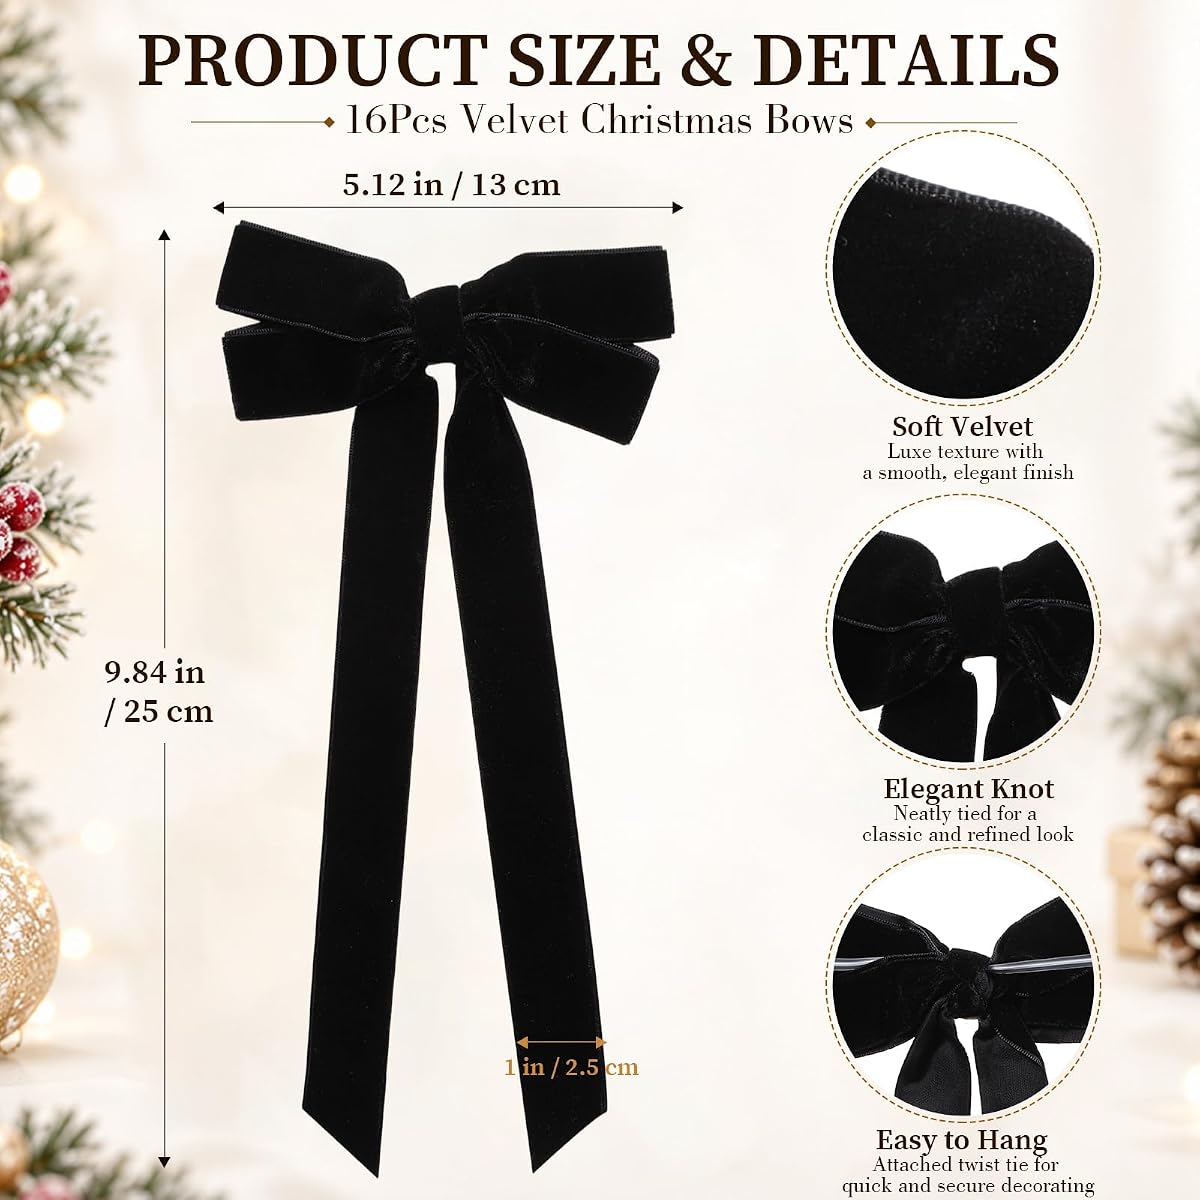 PRODUCT SIZE & DETAILS
16Pcs Velvet Christmas Bows
5.12 in / 13 cm
9.84 in
/ 25 cm
1 in / 2.5 cm
Soft Velvet
Luxe texture with
a smooth, elegant finish
Elegant Knot
Neatly tied for a
classic and refined look
Easy to Hang
Attached twist tie for
quick and secure decorating